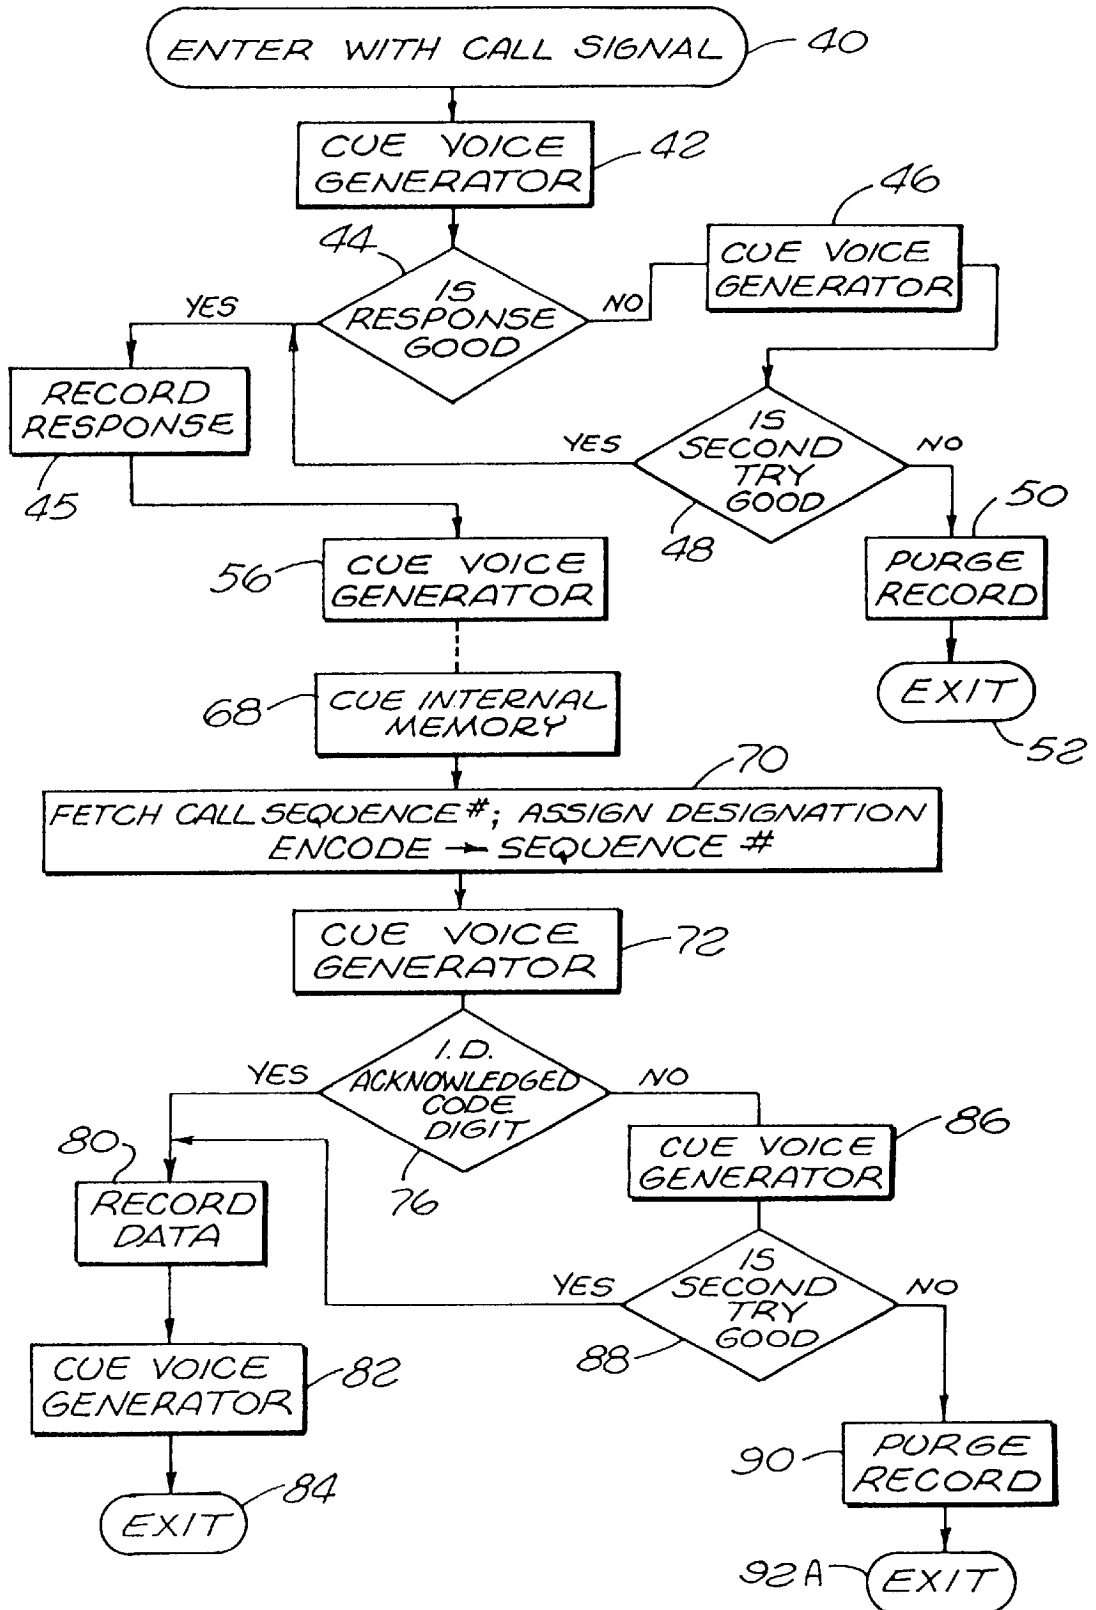 ENTER WITH CALL SIGNAL
40
CUE VOICE
GENERATOR
42
44
IS
RESPONSE
GOOD
YES
NO
46
CUE VOICE
GENERATOR
RECORD
RESPONSE
45
IS
SECOND
TRY
GOOD
YES
NO
48
50
PURGE
RECORD
EXIT
52
56
CUE VOICE
GENERATOR
68
CUE INTERNAL
MEMORY
70
FETCH CALL SEQUENCE #; ASSIGN DESIGNATION
ENCODE → SEQUENCE #
CUE VOICE
GENERATOR
72
I.D.
ACKNOWLEDGED
CODE
DIGIT
YES
NO
76
80
RECORD
DATA
86
CUE VOICE
GENERATOR
IS
SECOND
TRY
GOOD
YES
NO
88
CUE VOICE
GENERATOR
82
EXIT
84
90
PURGE
RECORD
92A
EXIT